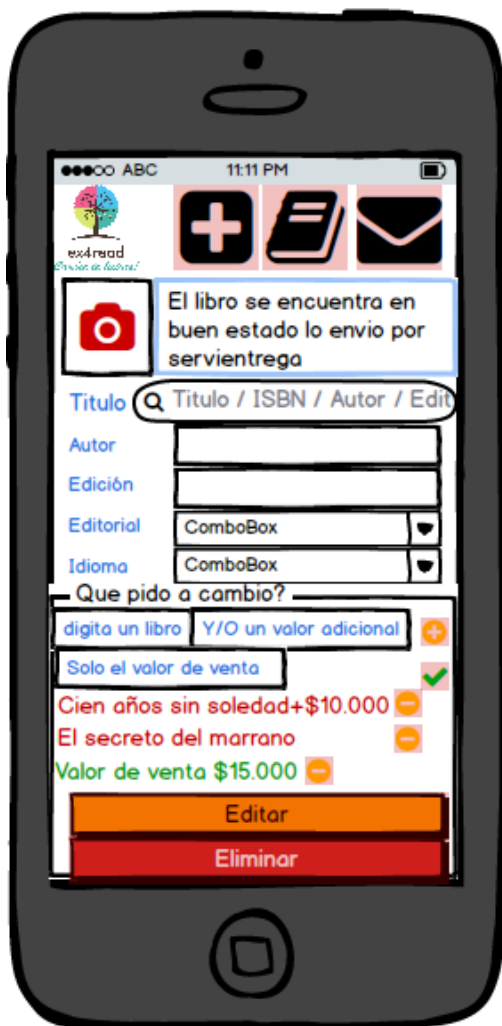 ABC 11:11 PM
ex4read
El libro se encuentra en
buen estado lo envio por
servientrega
Titulo Titulo / ISBN / Autor / Edit
Autor
Edición
Editorial ComboBox
Idioma ComboBox
Que pido a cambio?
digita un libro Y/O un valor adicional
Solo el valor de venta
Cien años sin soledad+$10.000
El secreto del marrano
Valor de venta $15.000
Editar
Eliminar